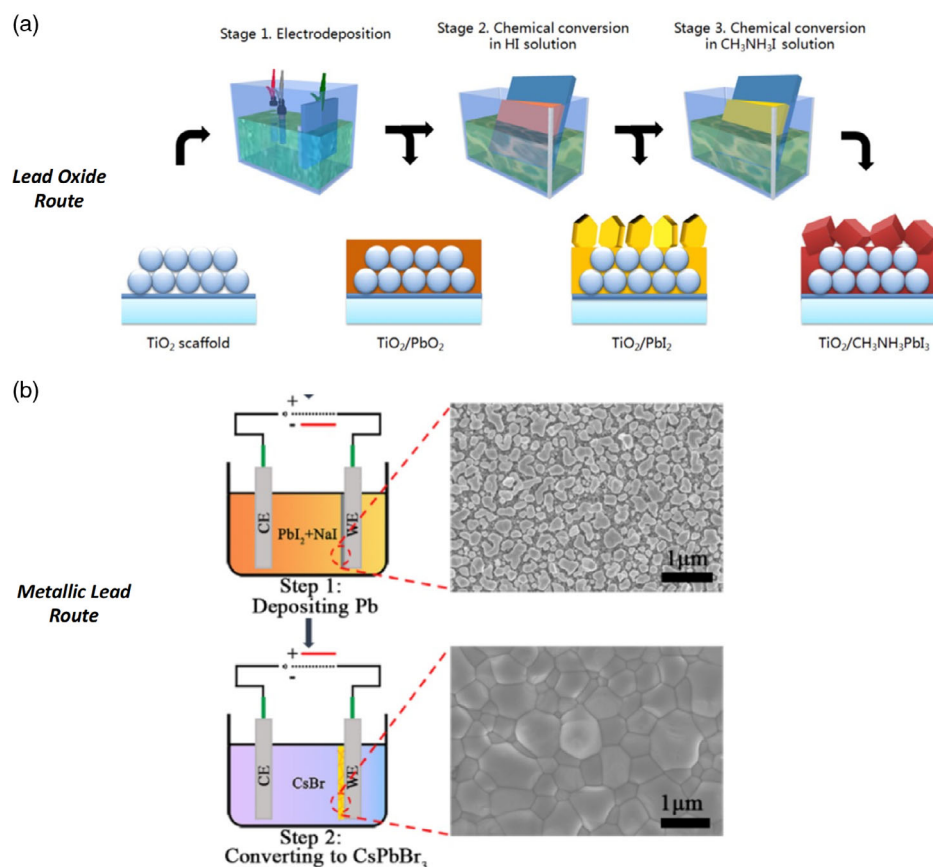 (a)
Stage 1. Electrodeposition
Stage 2. Chemical conversion
in HI solution
Stage 3. Chemical conversion
in CH₃NH₃I solution
Lead Oxide
Route
TiO₂ scaffold
TiO₂/PbO₂
TiO₂/PbI₂
TiO₂/CH₃NH₃PbI₃
(b)
+
-
CE
PbI₂+NaI
WE
1μm
Step 1:
Depositing Pb
Metallic Lead
Route
+
-
CE
CsBr
WE
1μm
Step 2:
Converting to CsPbBr₃